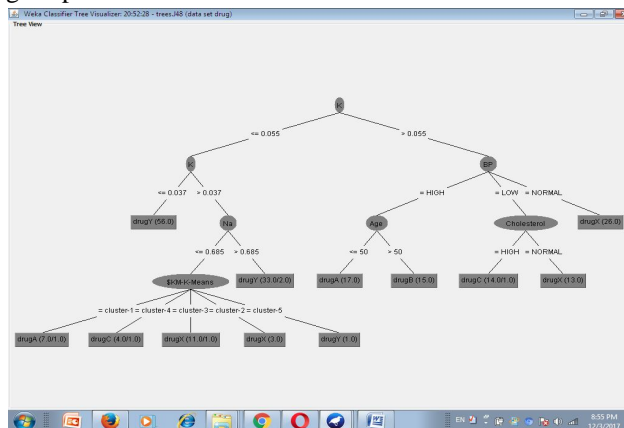 Weka Classifier Tree Visualizer: 20:52:28 - trees.J48 (data set drug)
Tree View
K
<= 0.055 > 0.055
K BP
<= 0.037 > 0.037 = HIGH = LOW = NORMAL
drugY (56.0) Na Age Cholesterol drugX (26.0)
<= 0.685 > 0.685 <= 50 > 50 = HIGH = NORMAL
$KM-K-Means drugY (33.0/2.0) drugA (17.0) drugB (15.0) drugC (14.0/1.0) drugX (13.0)
= cluster-1 = cluster-4 = cluster-3 = cluster-2 = cluster-5
drugA (7.0/1.0) drugC (4.0/1.0) drugX (11.0/1.0) drugX (3.0) drugY (1.0)
EN 8:55 PM
12/3/2017